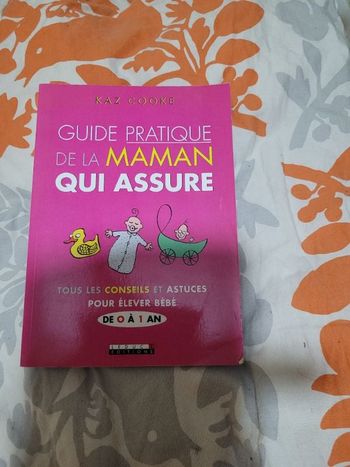 KAZ COOKE
GUIDE PRATIQUE
DE LA MAMAN
QUI ASSURE
TOUS LES CONSEILS ET ASTUCES
POUR ÉLEVER BÉBÉ
DE 0 À 1 AN
LEDUC.S
ÉDITIONS